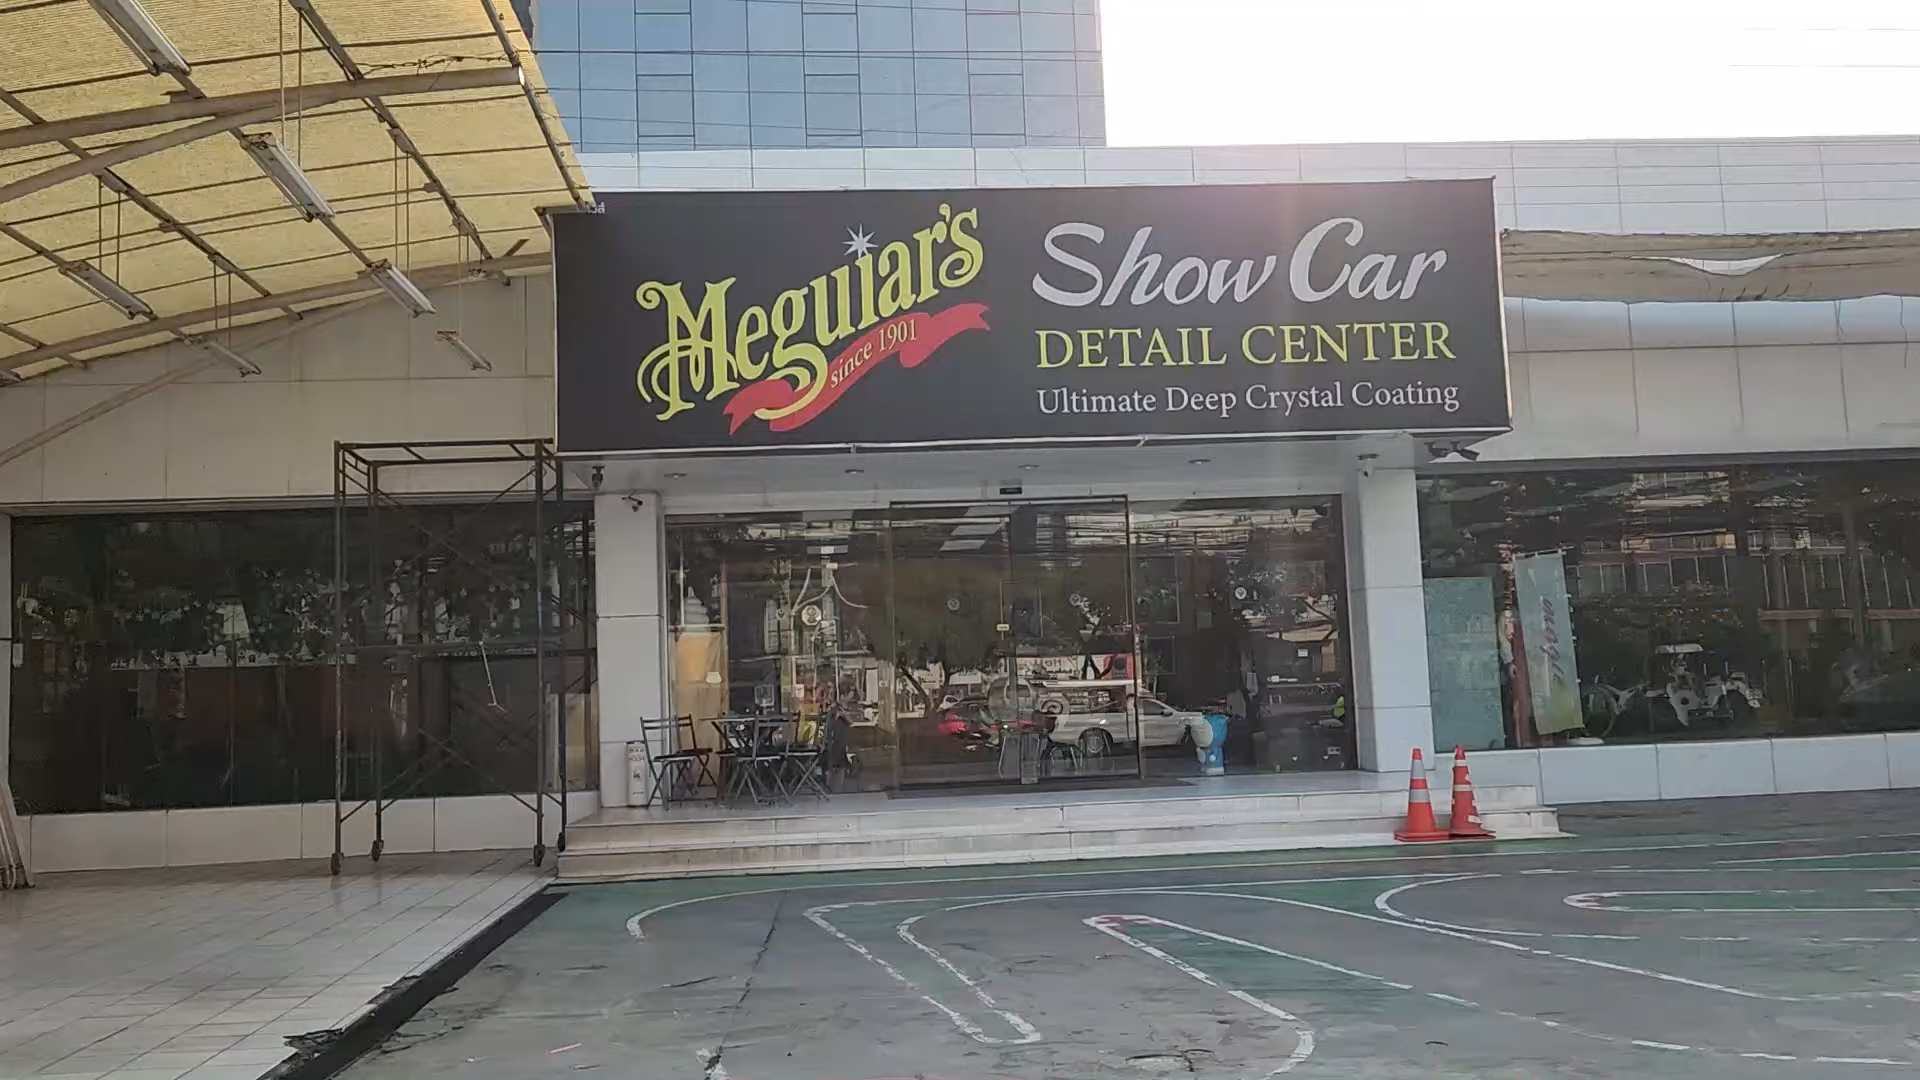 Meguiar's
since 1901
Show Car
DETAIL CENTER
Ultimate Deep Crystal Coating